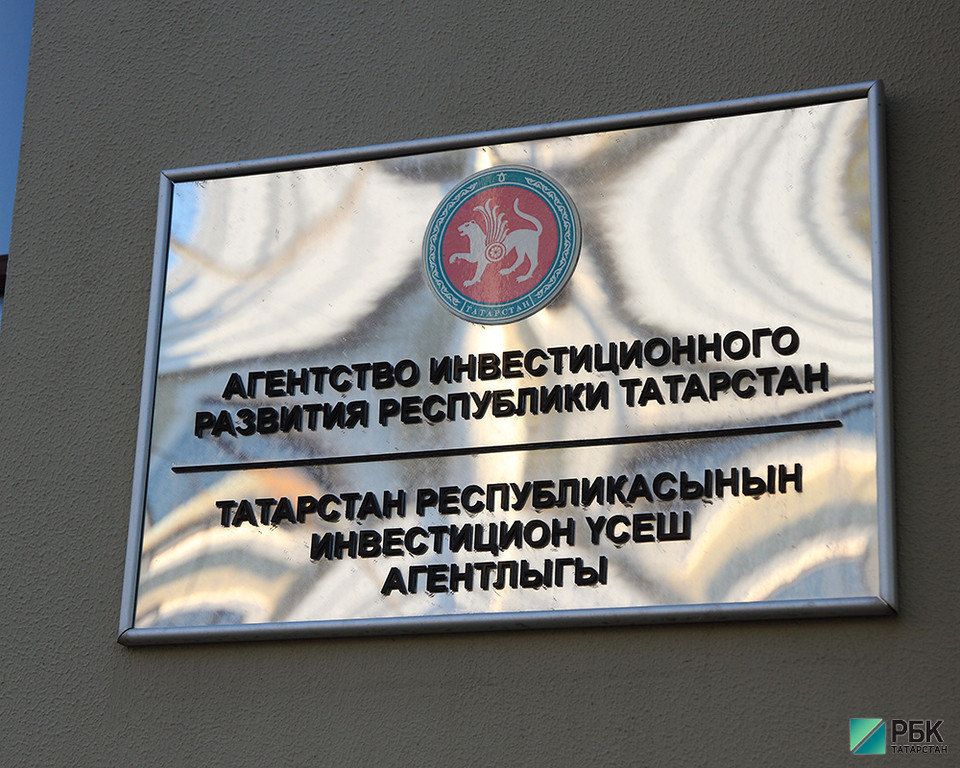 ТАТАРСТАН
АГЕНТСТВО ИНВЕСТИЦИОННОГО
РАЗВИТИЯ РЕСПУБЛИКИ ТАТАРСТАН
ТАТАРСТАН РЕСПУБЛИКАСЫНЫН
ИНВЕСТИЦИОН ҮСЕШ
АГЕНТЛЫГЫ
РБК
ТАТАРСТАН